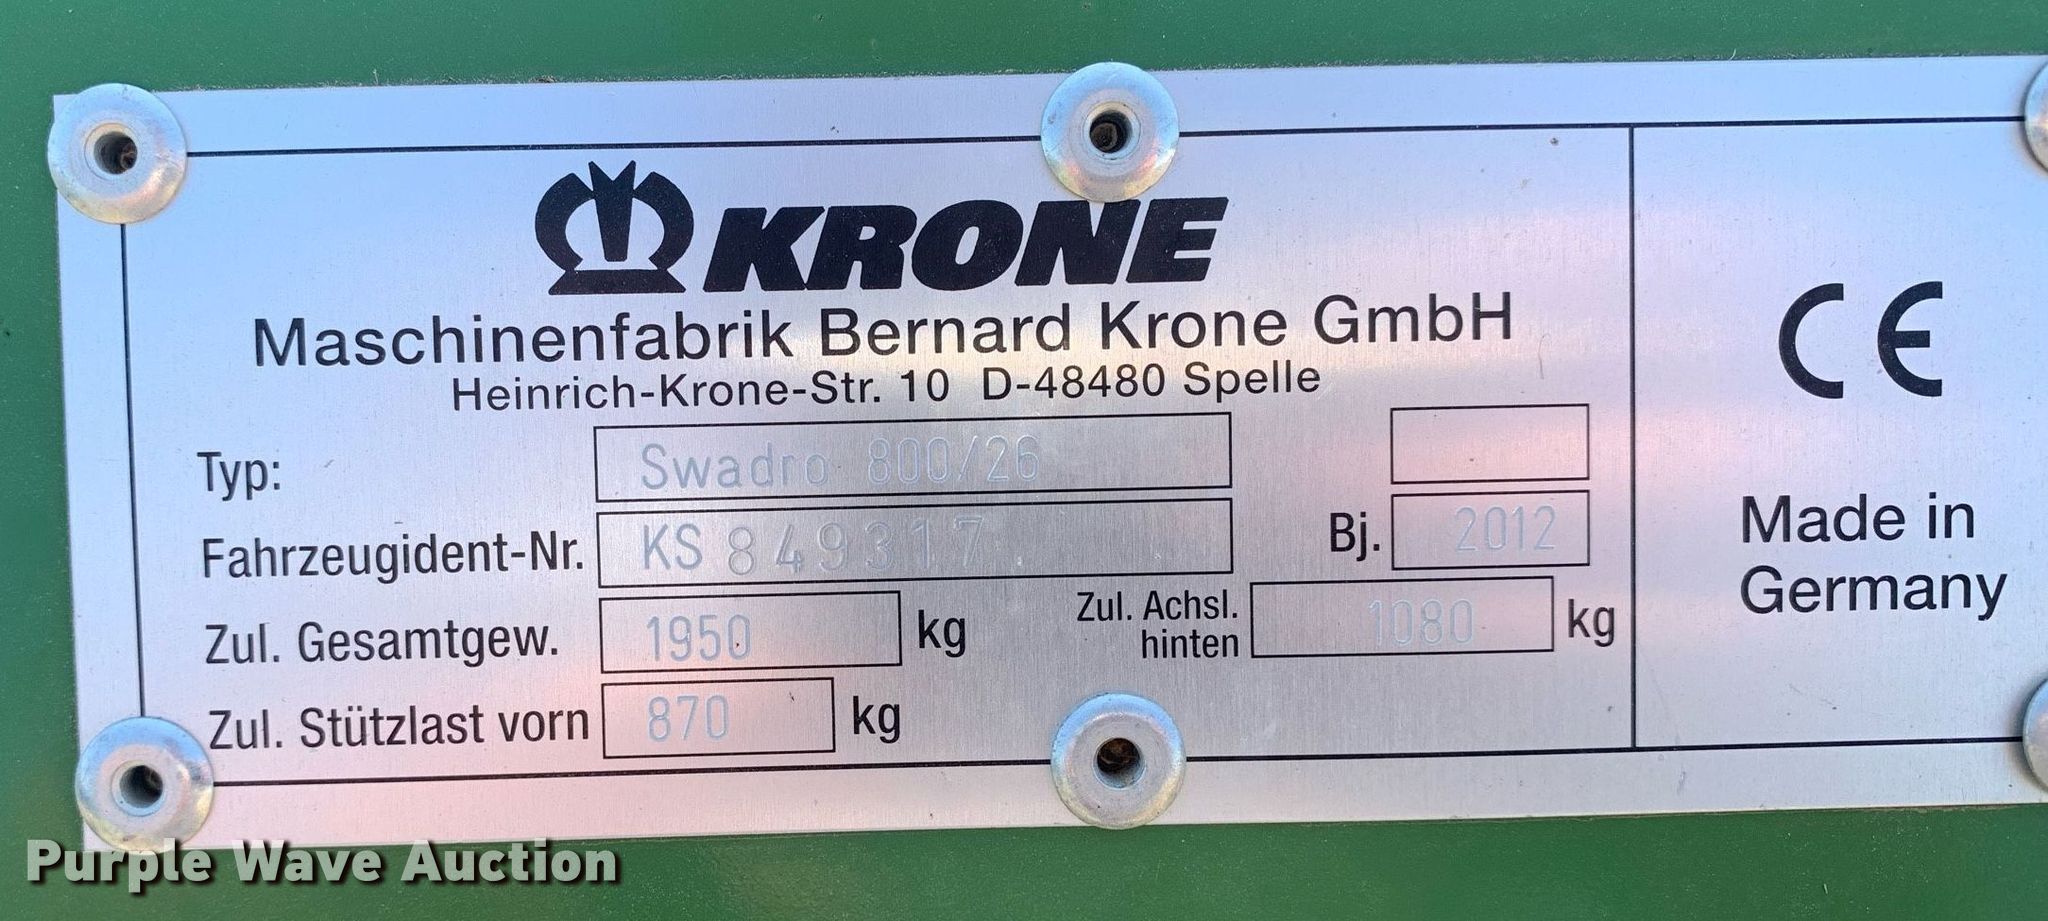 KRONE
Maschinenfabrik Bernard Krone GmbH
Heinrich-Krone-Str. 10 D-48480 Spelle
Typ: Swadro 800/26
Fahrzeugident-Nr. KS 849317 Bj. 2012
Zul. Gesamtgew. 1950 kg Zul. Achsl. hinten 1080 kg
Zul. Stützlast vorn 870 kg
CE
Made in
Germany
Purple Wave Auction